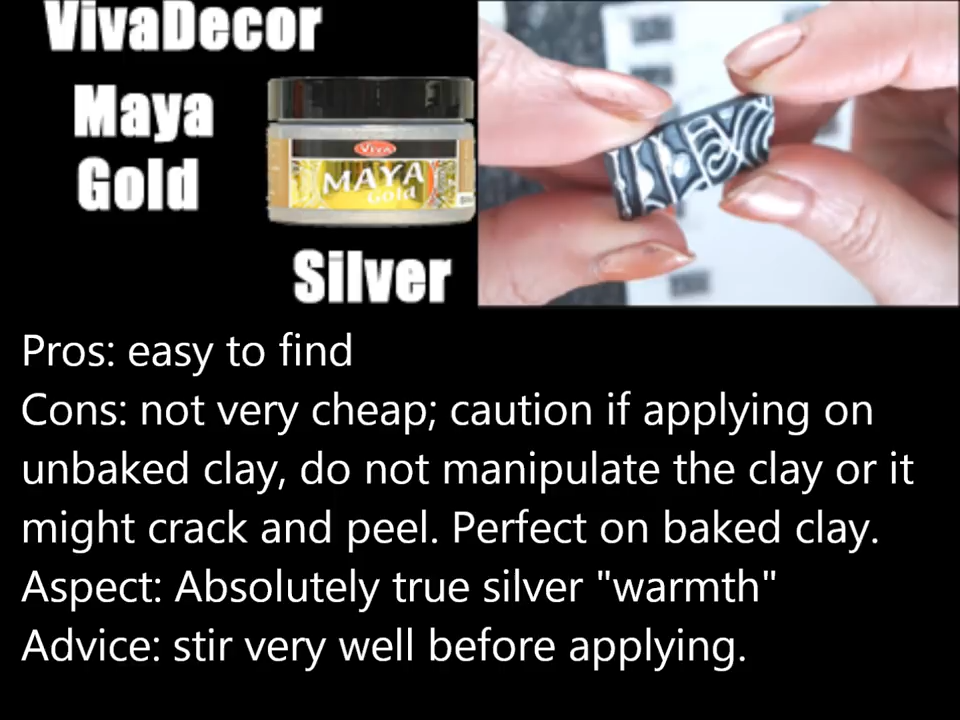 VivaDecor
Maya
Gold
VIVA
MAYA
Gold
Silver
Pros: easy to find
Cons: not very cheap; caution if applying on
unbaked clay, do not manipulate the clay or it
might crack and peel. Perfect on baked clay.
Aspect: Absolutely true silver "warmth"
Advice: stir very well before applying.